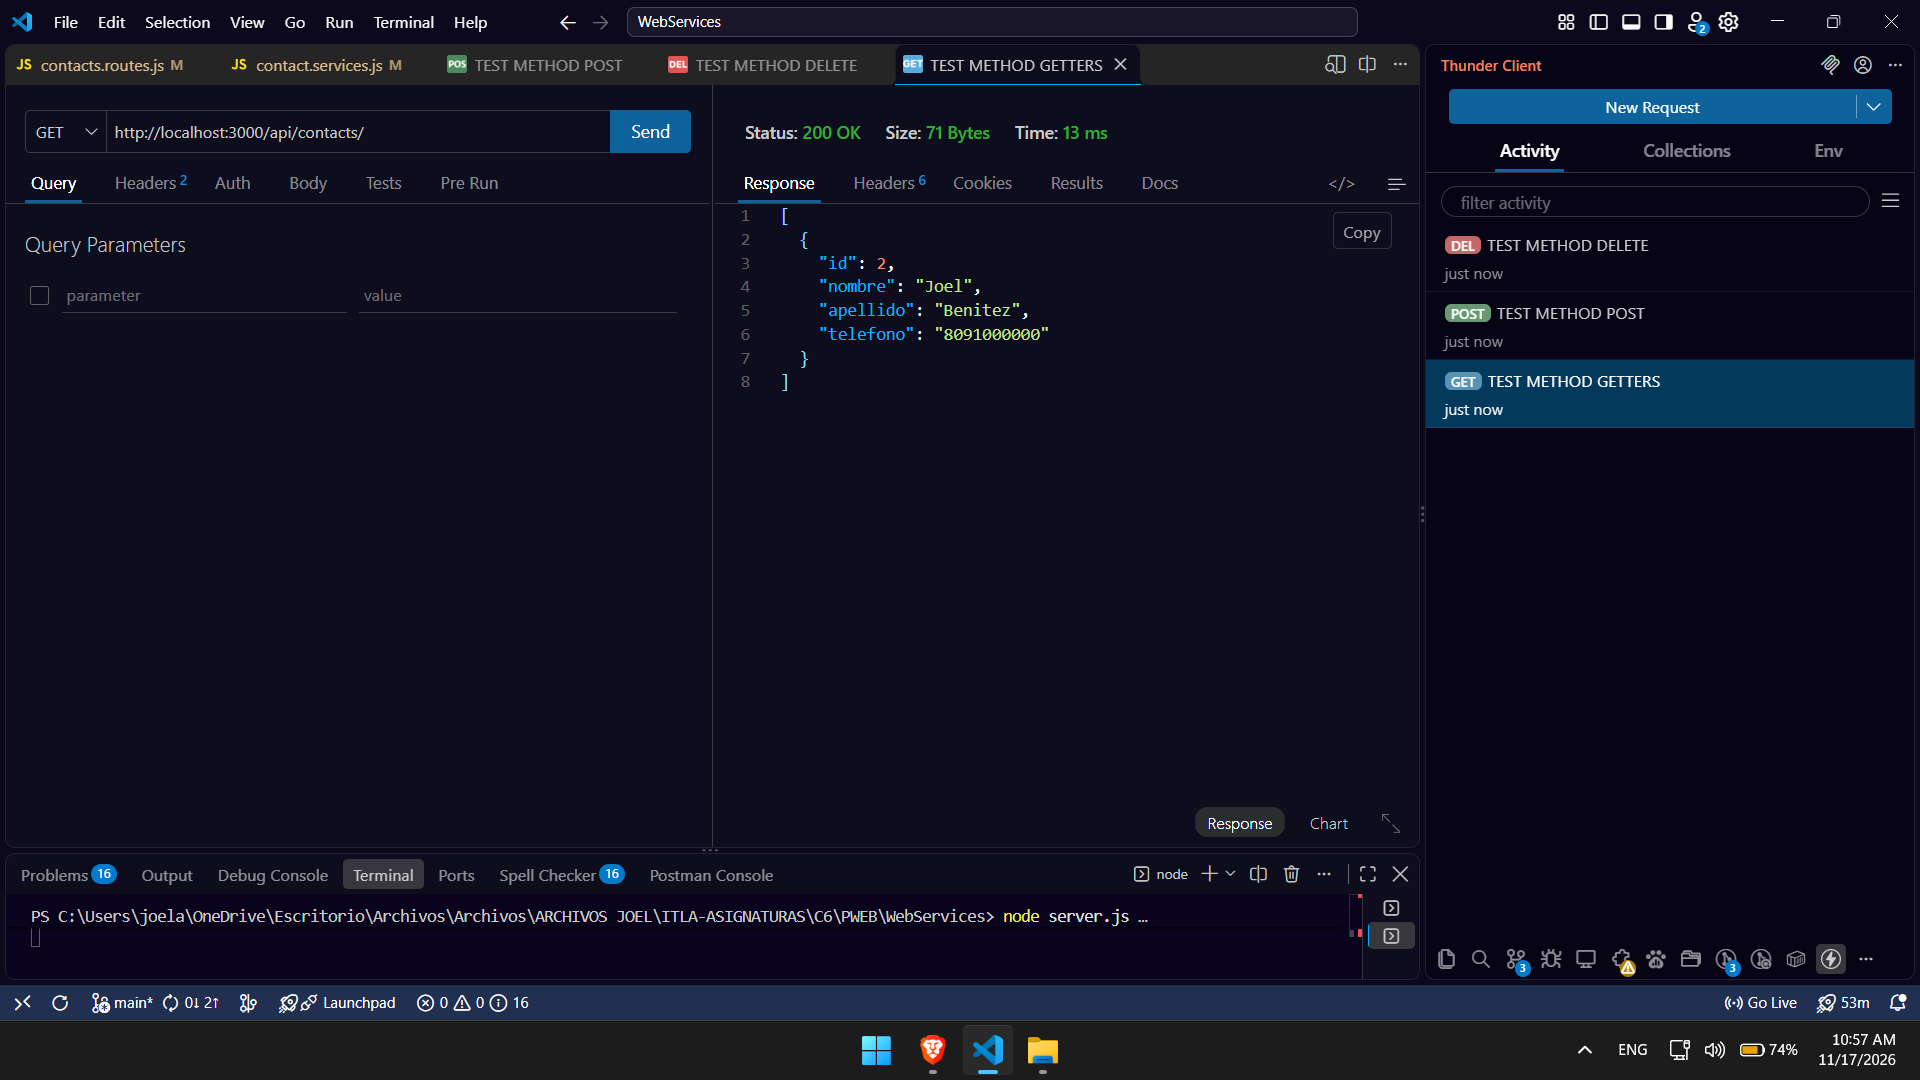 File Edit Selection View Go Run Terminal Help
WebServices
2
JS contacts.routes.js M
JS contact.services.js M
POS TEST METHOD POST
DEL TEST METHOD DELETE
GET TEST METHOD GETTERS
GET
http://localhost:3000/api/contacts/
Send
Query Headers 2 Auth Body Tests Pre Run
Query Parameters
parameter value
Status: 200 OK Size: 71 Bytes Time: 13 ms
Response Headers 6 Cookies Results Docs </>
Copy
1 [
2 {
3 "id": 2,
4 "nombre": "Joel",
5 "apellido": "Benitez",
6 "telefono": "8091000000"
7 }
8 ]
Response Chart
Thunder Client
New Request
Activity Collections Env
filter activity
DEL TEST METHOD DELETE
just now
POST TEST METHOD POST
just now
GET TEST METHOD GETTERS
just now
Problems 16 Output Debug Console Terminal Ports Spell Checker 16 Postman Console
node
PS C:\Users\joela\OneDrive\Escritorio\Archivos\Archivos\ARCHIVOS JOEL\ITLA-ASIGNATURAS\C6\PWEB\WebServices> node server.js …
3 3
main* 0↓ 2↑ Launchpad 0 0 16
Go Live 53m
ENG 74%
10:57 AM
11/17/2026